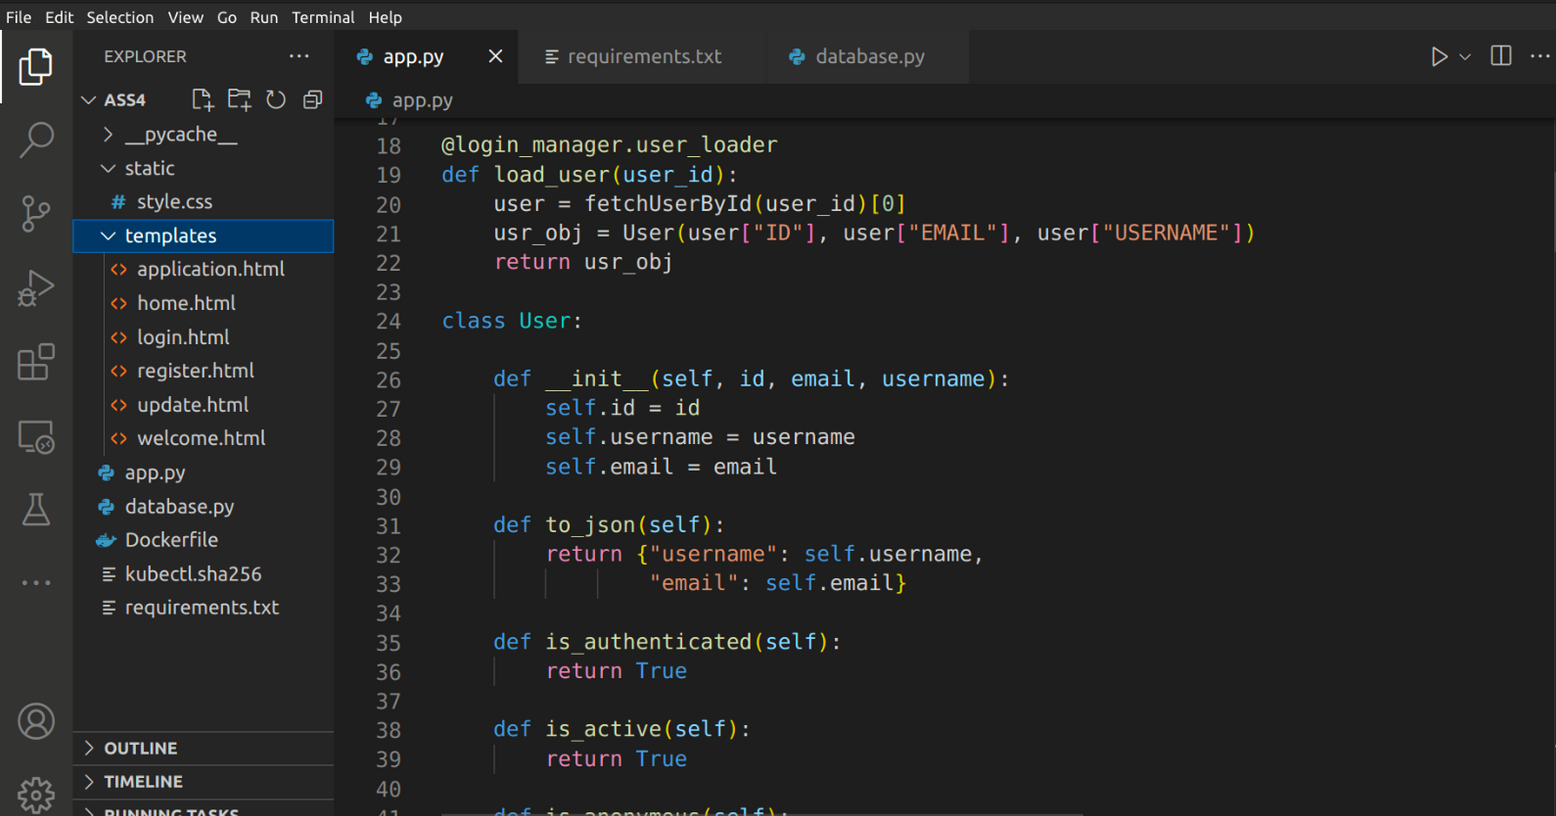 File Edit Selection View Go Run Terminal Help
EXPLORER
ASS4
__pycache__
static
# style.css
templates
<> application.html
<> home.html
<> login.html
<> register.html
<> update.html
<> welcome.html
app.py
database.py
Dockerfile
kubectl.sha256
requirements.txt
OUTLINE
TIMELINE
RUNNING TASKS
app.py requirements.txt database.py
app.py
17
18 @login_manager.user_loader
19 def load_user(user_id):
20     user = fetchUserById(user_id)[0]
21     usr_obj = User(user["ID"], user["EMAIL"], user["USERNAME"])
22     return usr_obj
23
24 class User:
25
26     def __init__(self, id, email, username):
27         self.id = id
28         self.username = username
29         self.email = email
30
31     def to_json(self):
32         return {"username": self.username,
33                 "email": self.email}
34
35     def is_authenticated(self):
36         return True
37
38     def is_active(self):
39         return True
40
41     def is_anonymous(self):